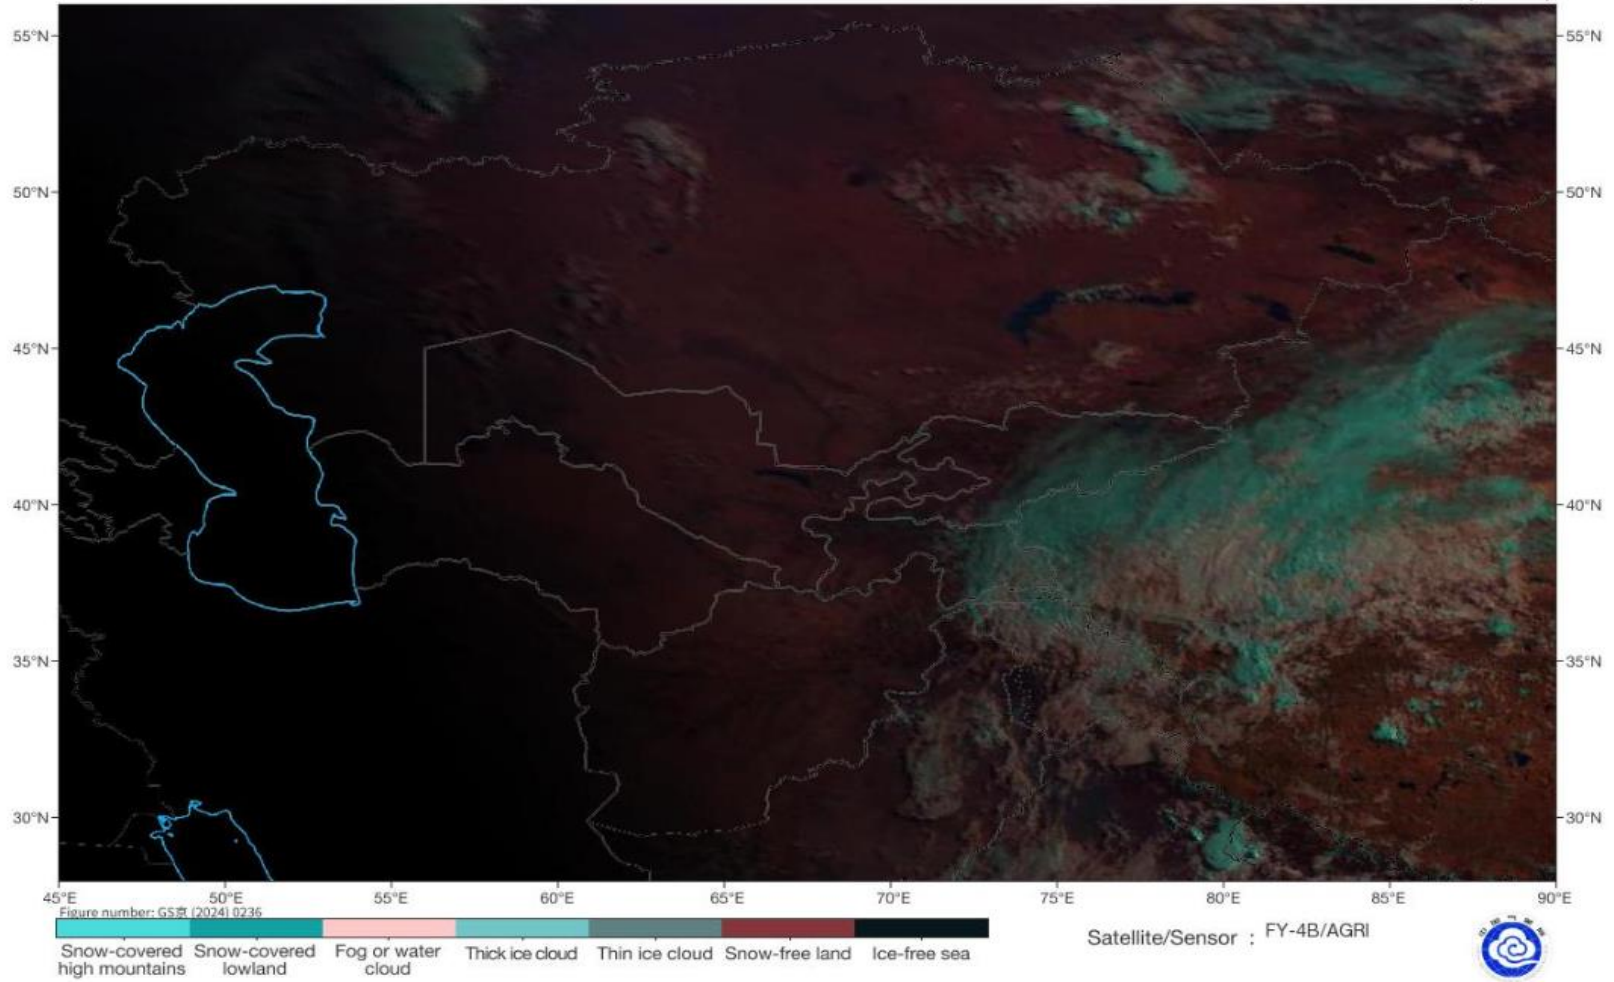 55°N
55°N
50°N
50°N
45°N
45°N
40°N
40°N
35°N
35°N
30°N
30°N
45°E
50°E
55°E
60°E
65°E
70°E
75°E
80°E
85°E
90°E
Figure number: GS京 (2024) 0236
Snow-covered
high mountains
Snow-covered
lowland
Fog or water
cloud
Thick ice cloud
Thin ice cloud
Snow-free land
Ice-free sea
Satellite/Sensor : FY-4B/AGRI